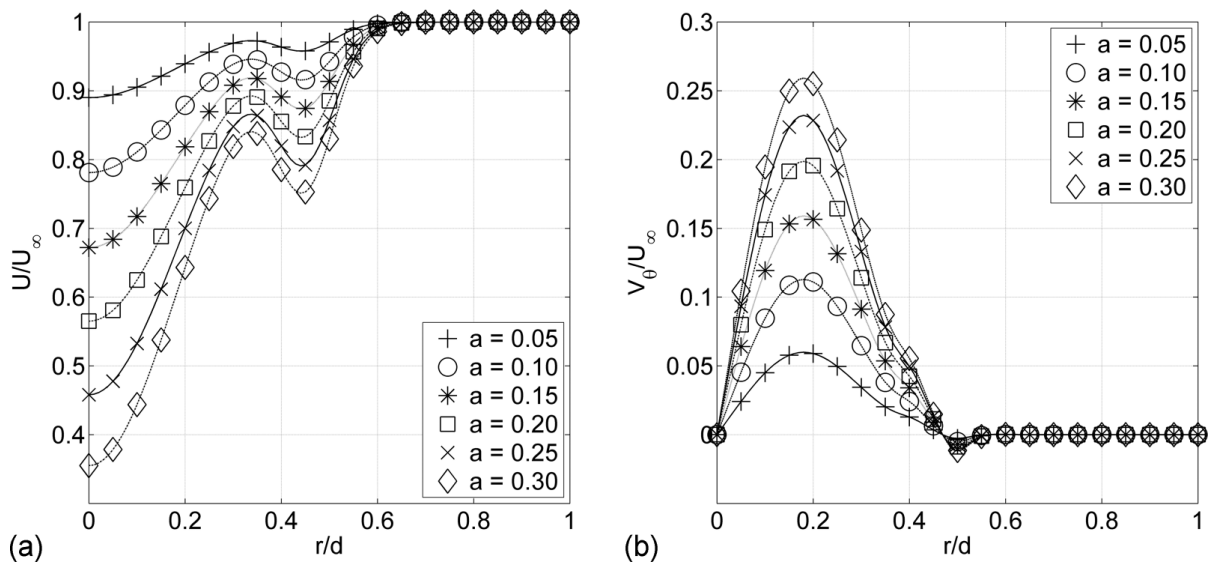 1
0.9
0.8
0.7
0.6
0.5
0.4
U/U∞
0 0.2 0.4 0.6 0.8 1
r/d
a = 0.05
a = 0.10
a = 0.15
a = 0.20
a = 0.25
a = 0.30
(a)
0.3
0.25
0.2
0.15
0.1
0.05
0
Vθ/U∞
0 0.2 0.4 0.6 0.8 1
r/d
a = 0.05
a = 0.10
a = 0.15
a = 0.20
a = 0.25
a = 0.30
(b)